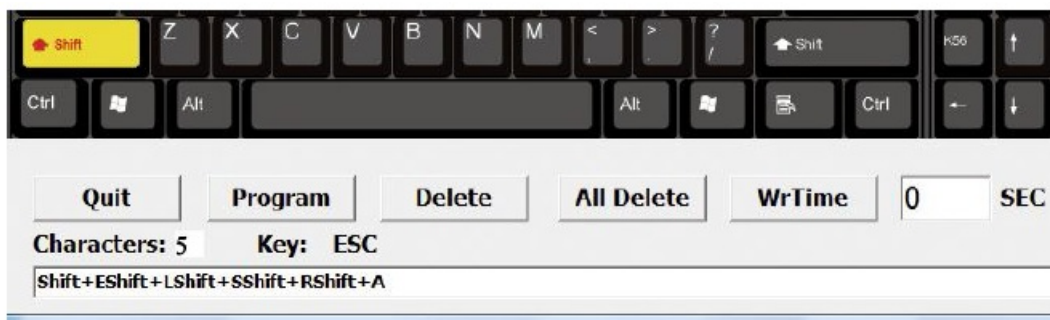 Shift Z X C V B N M < , > . ? / Shift K56
Ctrl Alt Alt Ctrl
Quit Program Delete All Delete WrTime 0 SEC
Characters: 5 Key: ESC
Shift+EShift+LShift+SShift+RShift+A